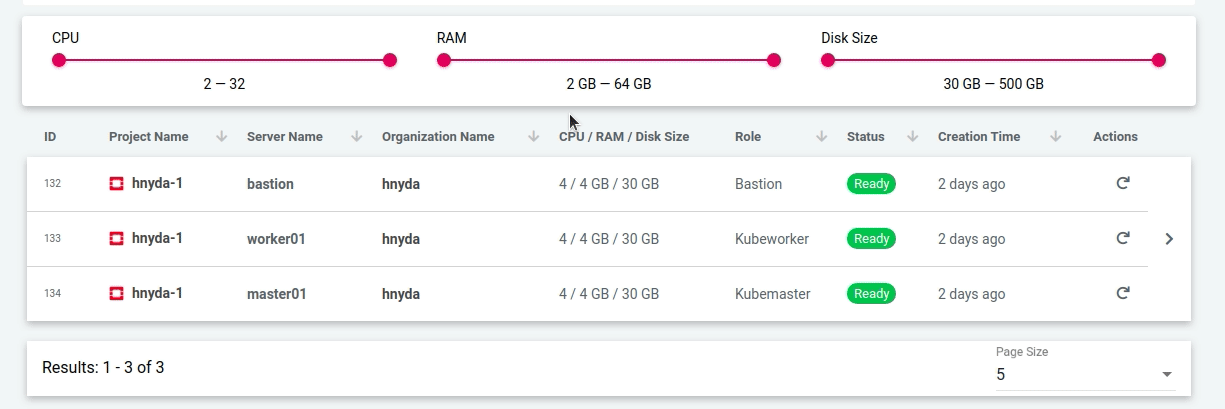 CPU RAM Disk Size
2 — 32 2 GB — 64 GB 30 GB — 500 GB
ID Project Name Server Name Organization Name CPU / RAM / Disk Size Role Status Creation Time Actions
132 hnyda-1 bastion hnyda 4 / 4 GB / 30 GB Bastion Ready 2 days ago
133 hnyda-1 worker01 hnyda 4 / 4 GB / 30 GB Kubeworker Ready 2 days ago
134 hnyda-1 master01 hnyda 4 / 4 GB / 30 GB Kubemaster Ready 2 days ago
Page Size
Results: 1 - 3 of 3 5